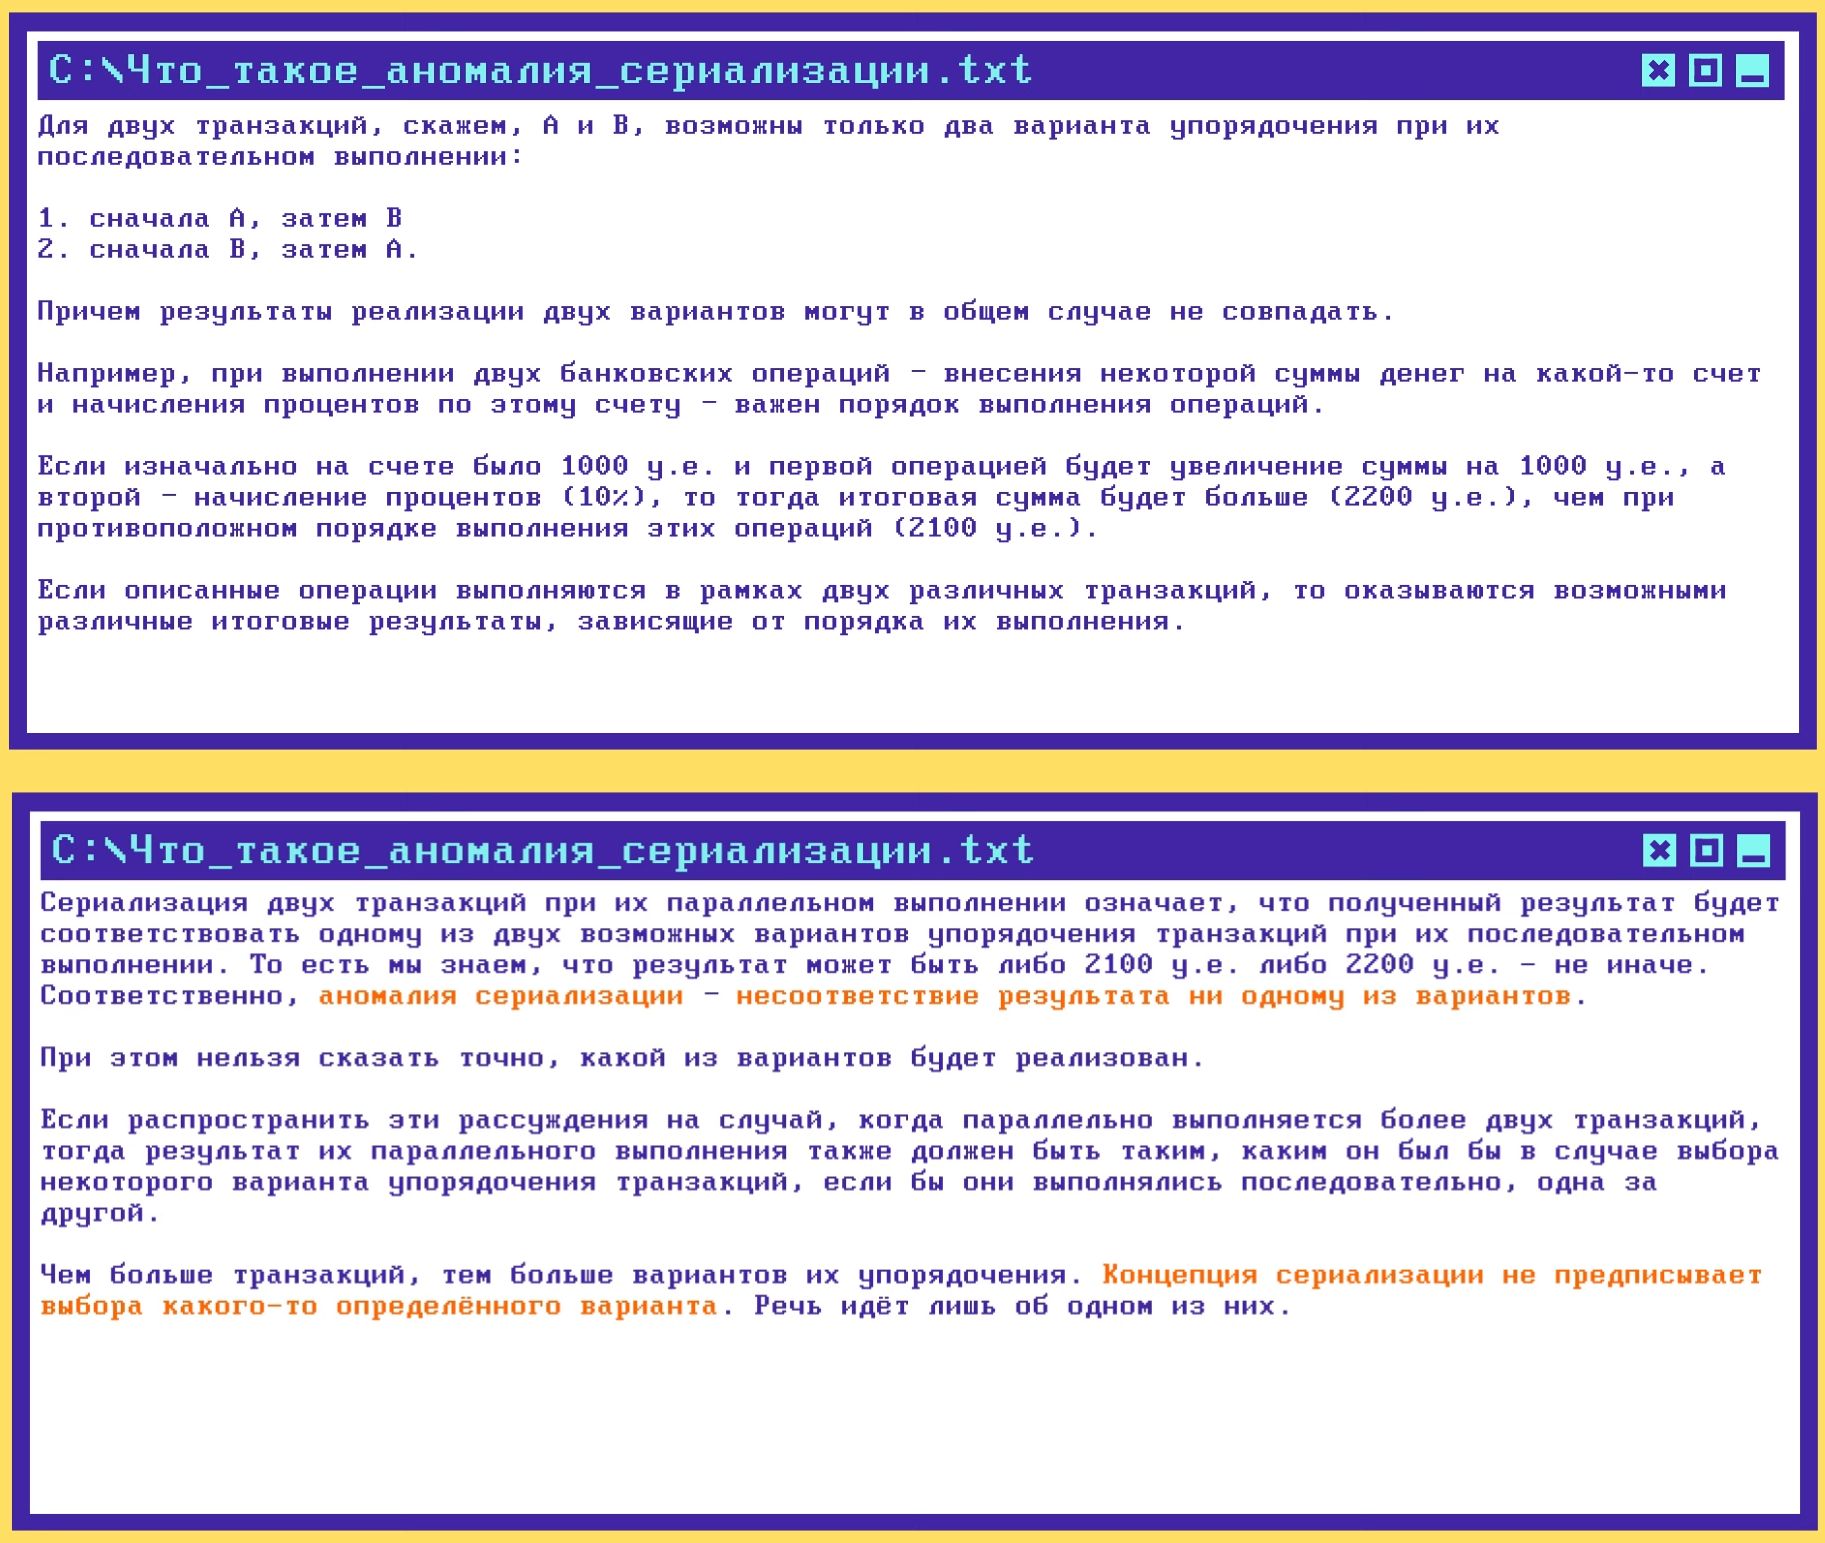 C:\Что_такое_аномалия_сериализации.txt
Для двух транзакций, скажем, А и В, возможны только два варианта упорядочения при их
последовательном выполнении:
1. сначала А, затем В
2. сначала В, затем А.
Причем результаты реализации двух вариантов могут в общем случае не совпадать.
Например, при выполнении двух банковских операций – внесения некоторой суммы денег на какой-то счет
и начисления процентов по этому счету – важен порядок выполнения операций.
Если изначально на счете было 1000 у.е. и первой операцией будет увеличение суммы на 1000 у.е., а
второй – начисление процентов (10%), то тогда итоговая сумма будет больше (2200 у.е.), чем при
противоположном порядке выполнения этих операций (2100 у.е.).
Если описанные операции выполняются в рамках двух различных транзакций, то оказываются возможными
различные итоговые результаты, зависящие от порядка их выполнения.
C:\Что_такое_аномалия_сериализации.txt
Сериализация двух транзакций при их параллельном выполнении означает, что полученный результат будет
соответствовать одному из двух возможных вариантов упорядочения транзакций при их последовательном
выполнении. То есть мы знаем, что результат может быть либо 2100 у.е. либо 2200 у.е. – не иначе.
Соответственно, аномалия сериализации – несоответствие результата ни одному из вариантов.
При этом нельзя сказать точно, какой из вариантов будет реализован.
Если распространить эти рассуждения на случай, когда параллельно выполняется более двух транзакций,
тогда результат их параллельного выполнения также должен быть таким, каким он был бы в случае выбора
некоторого варианта упорядочения транзакций, если бы они выполнялись последовательно, одна за
другой.
Чем больше транзакций, тем больше вариантов их упорядочения. Концепция сериализации не предписывает
выбора какого-то определённого варианта. Речь идёт лишь об одном из них.